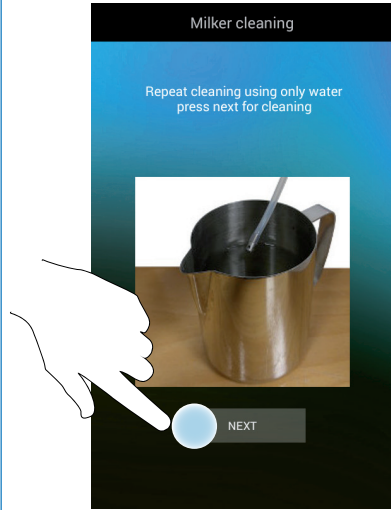 Milker cleaning
Repeat cleaning using only water
press next for cleaning
NEXT